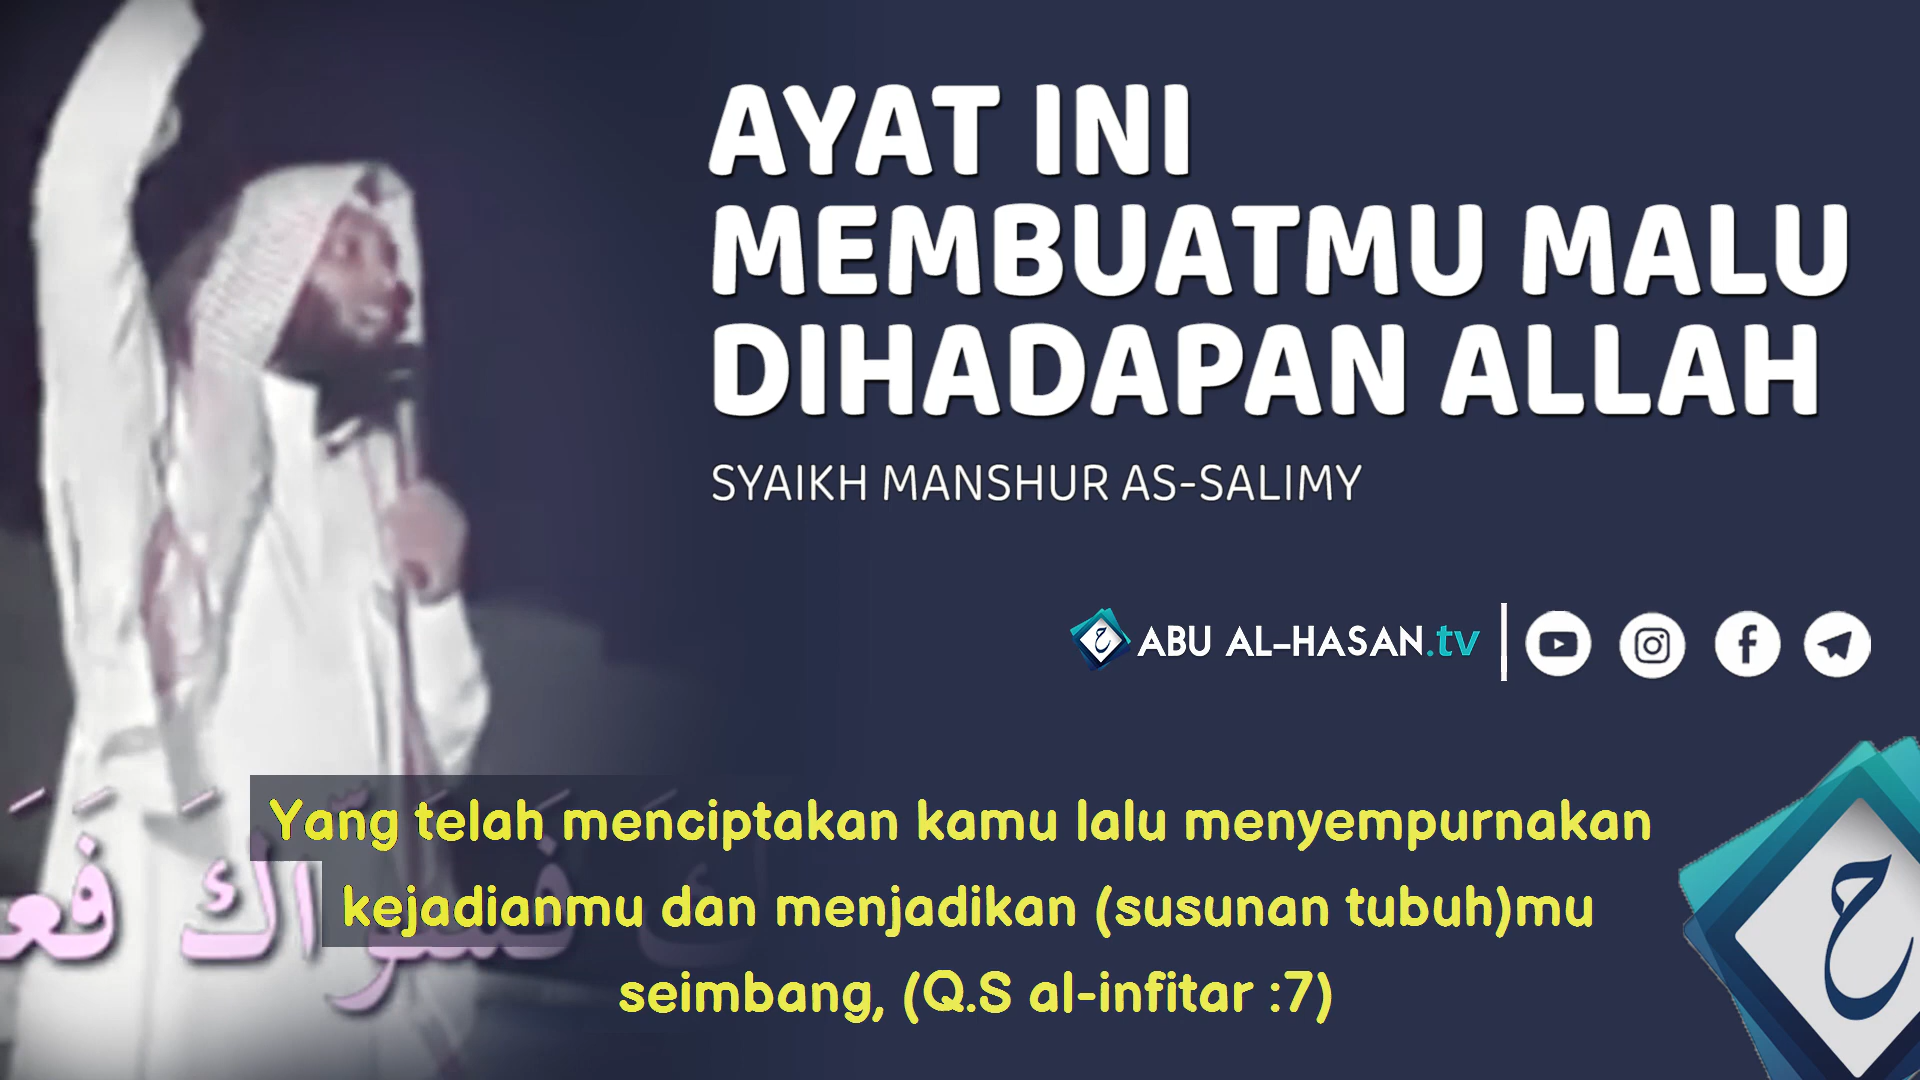 AYAT INI
MEMBUATMU MALU
DIHADAPAN ALLAH
SYAIKH MANSHUR AS-SALIMY
ح ABU AL-HASAN.tv
Yang telah menciptakan kamu lalu menyempurnakan
kejadianmu dan menjadikan (susunan tubuh)mu
seimbang, (Q.S al-infitar :7)
فَسَوَّاكَ
ح